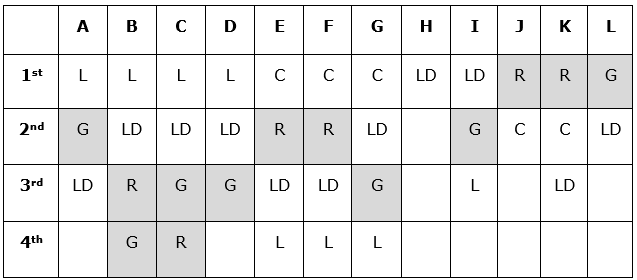 A B C D E F G H I J K L
1st L L L L C C C LD LD R R G
2nd G LD LD LD R R LD G C C LD
3rd LD R G G LD LD G L LD
4th G R L L L